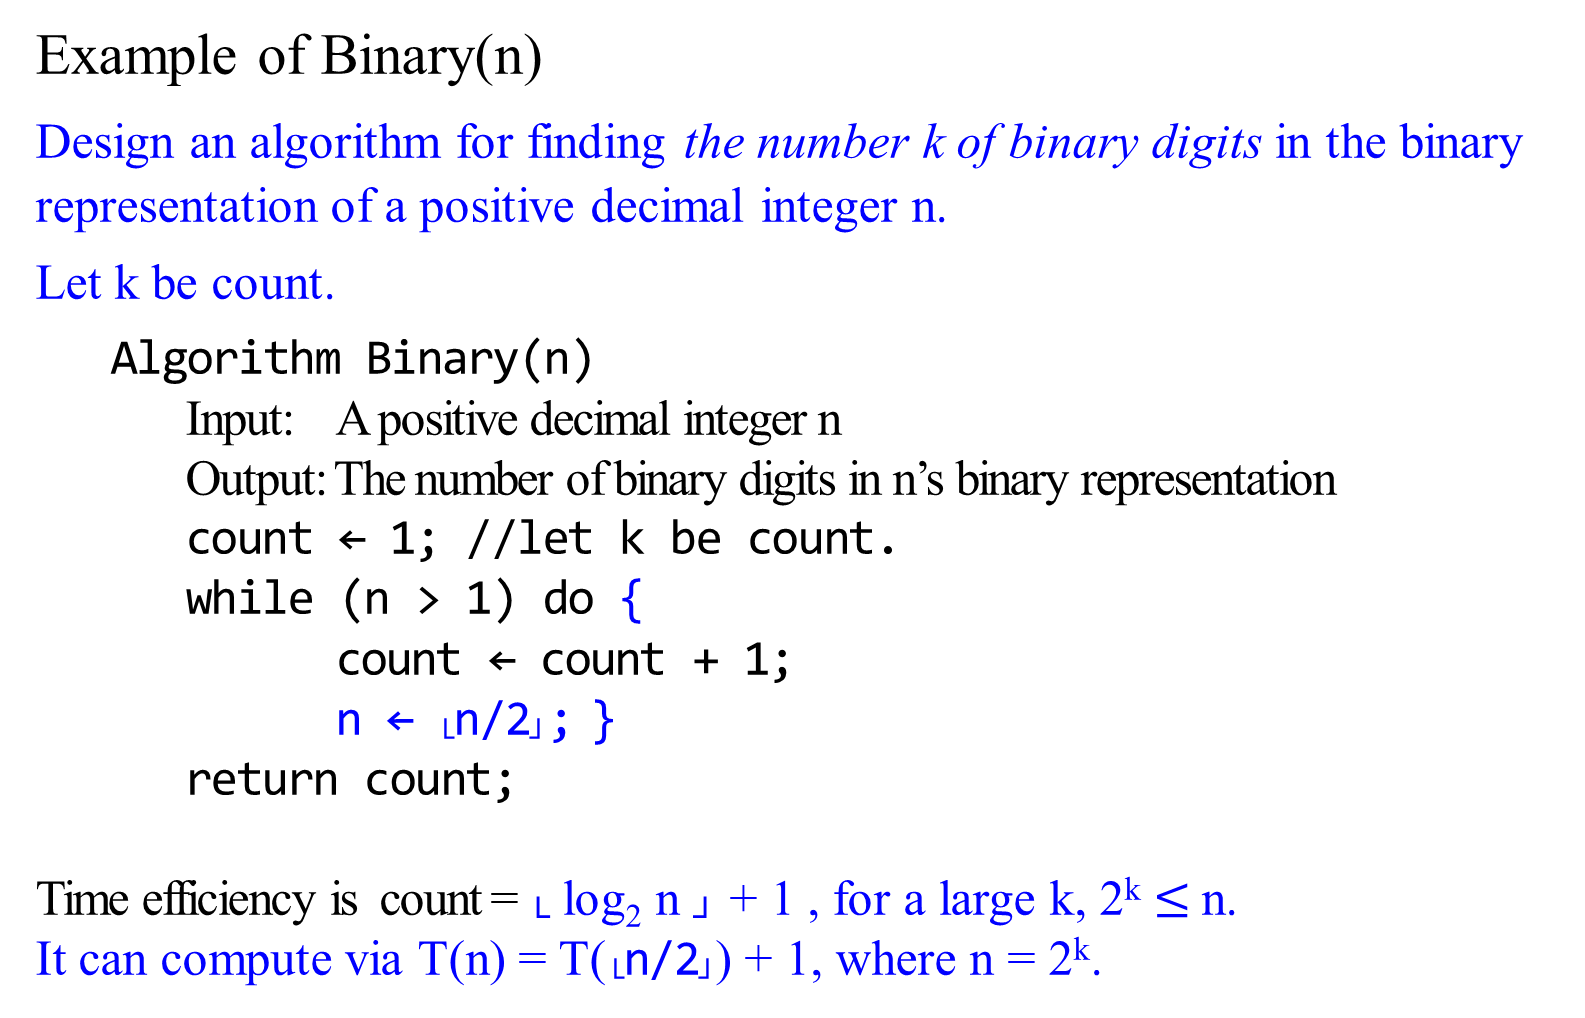 Example of Binary(n)
Design an algorithm for finding the number k of binary digits in the binary
representation of a positive decimal integer n.
Let k be count.
Algorithm Binary(n)
Input: A positive decimal integer n
Output: The number of binary digits in n’s binary representation
count ← 1; //let k be count.
while (n > 1) do {
count ← count + 1;
n ← ⌊n/2⌋; }
return count;
Time efficiency is count = ⌊ log₂ n ⌋ + 1 , for a large k, 2ᵏ ≤ n.
It can compute via T(n) = T(⌊n/2⌋) + 1, where n = 2ᵏ.